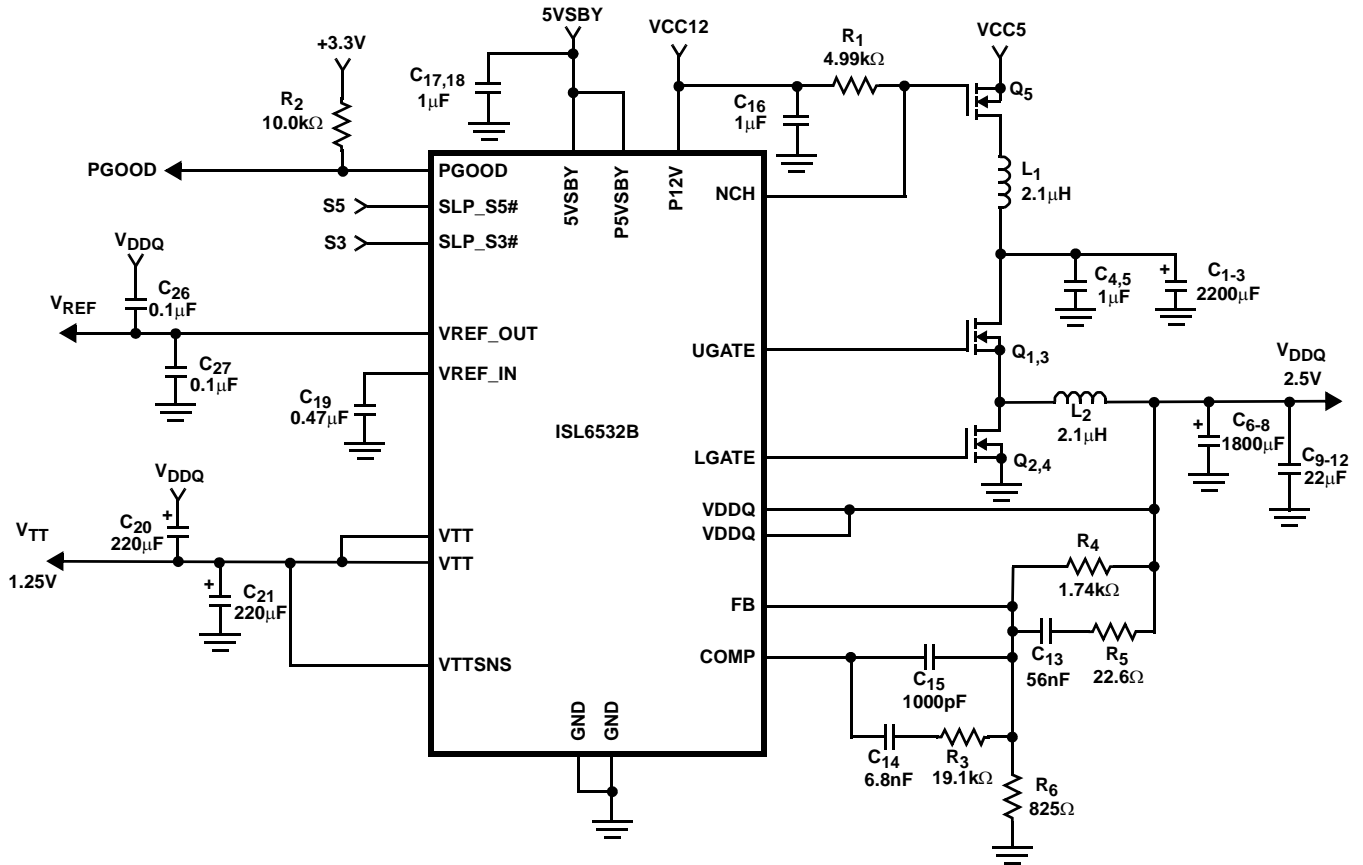 5VSBY
VCC12
VCC5
+3.3V
R1
4.99kΩ
C17,18
1μF
R2
10.0kΩ
C16
1μF
Q5
PGOOD
PGOOD
5VSBY
P5VSBY
P12V
NCH
L1
2.1μH
S5
SLP_S5#
S3
SLP_S3#
VDDQ
C26
0.1μF
VREF
VREF_OUT
C27
0.1μF
VREF_IN
C19
0.47μF
C4,5
1μF
+
C1-3
2200μF
UGATE
Q1,3
VDDQ
2.5V
ISL6532B
L2
2.1μH
LGATE
Q2,4
+
C6-8
1800μF
C9-12
22μF
VDDQ
VDDQ
VDDQ
+
C20
220μF
VTT
1.25V
VTT
VTT
+
C21
220μF
VTTSNS
R4
1.74kΩ
FB
C13
56nF
R5
22.6Ω
COMP
C15
1000pF
C14
6.8nF
R3
19.1kΩ
R6
825Ω
GND
GND